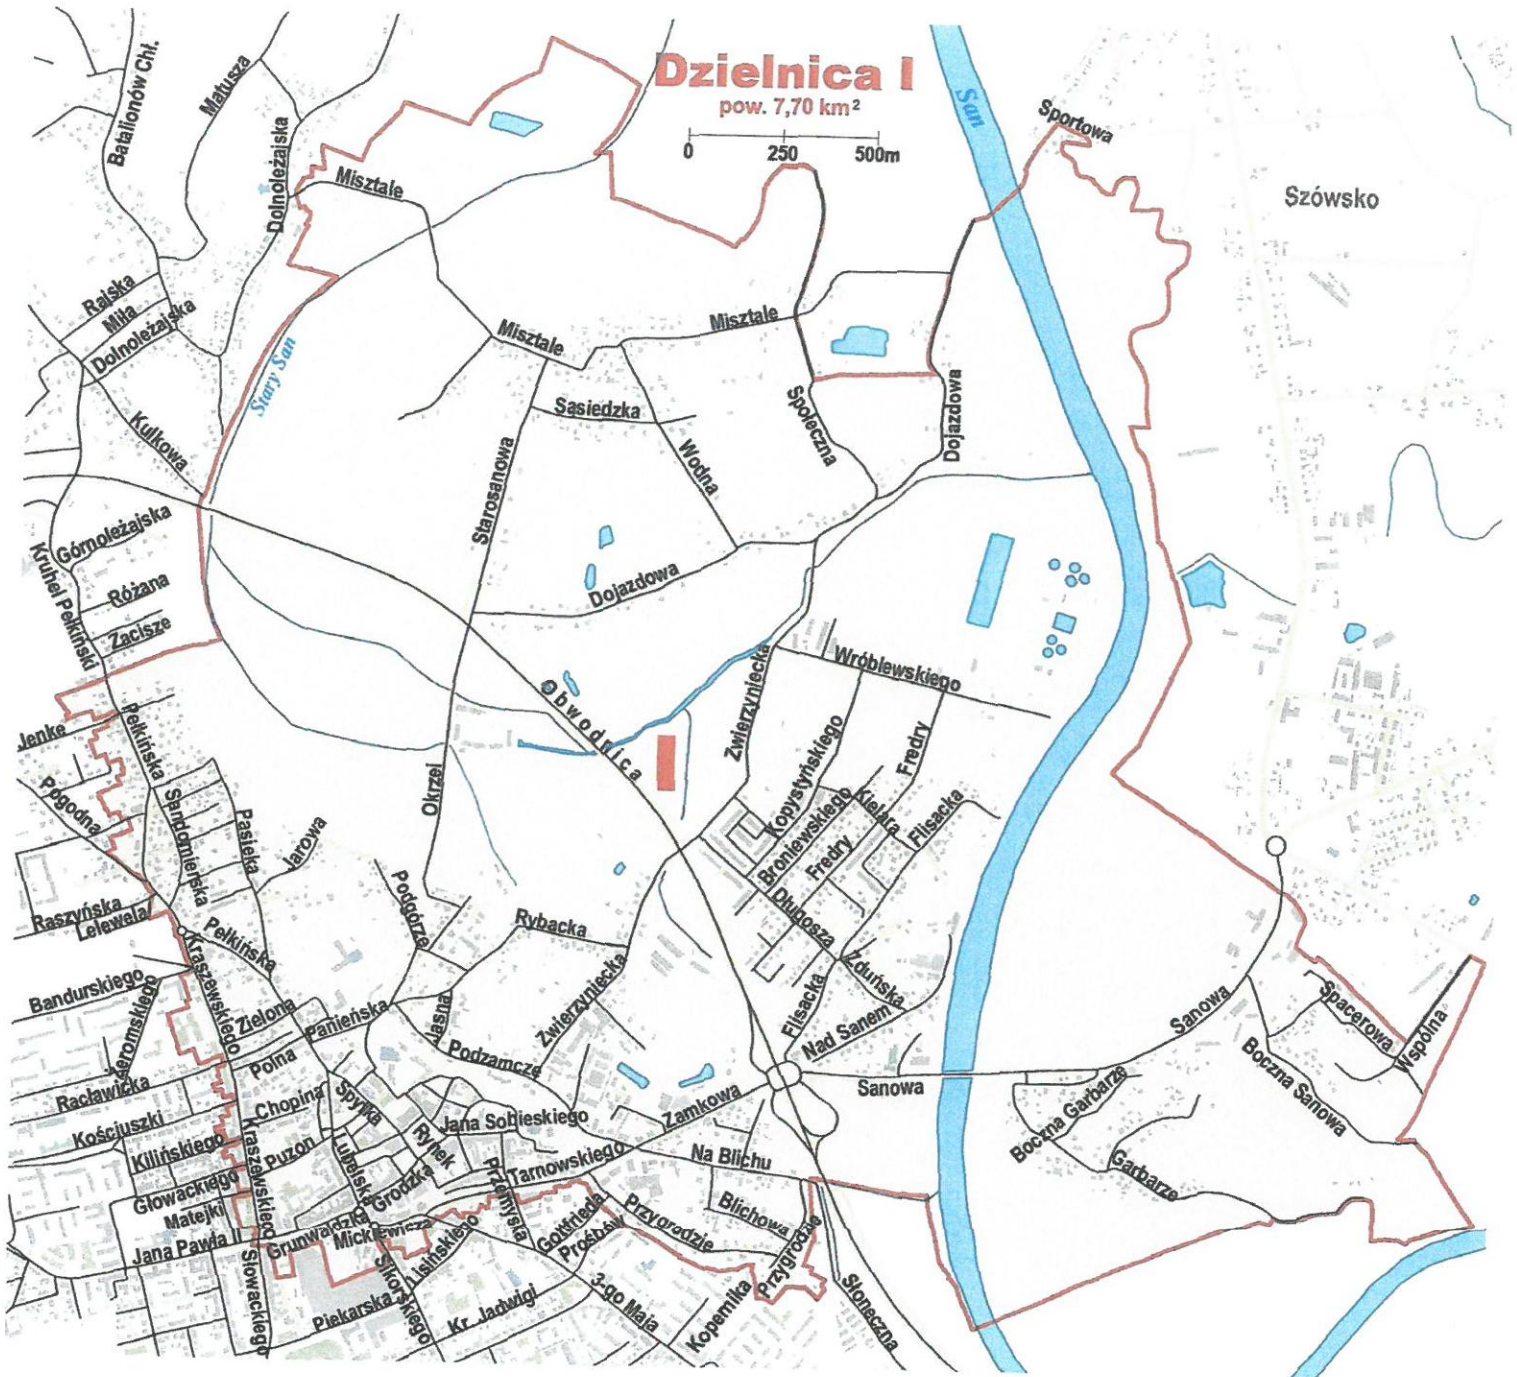 Dzielnica I
pow. 7,70 km²
0 250 500m
San
Sportowa
Szówsko
Batalionów Chł.
Matusza
Dolnoleżajska
Misztale
Rajska
Miła
Dolnoleżajska
Stary San
Misztale
Misztale
Kulkowa
Sąsiedzka
Społeczna
Dojazdowa
Wodna
Starosanowa
Górnoleżajska
Kruhel Pełkiński
Różana
Zacisze
Dojazdowa
Wróblewskiego
Zwierzyniecka
Obwodnica
Jenke
Pełkińska
Pogodna
Sandomierska
Pasieka
Jarowa
Okrzei
Kopystyńskiego
Fredry
Broniewskiego
Kielara
Flisacka
Fredry
Długosza
Raszyńska
Lelewela
Pełkińska
Podgórze
Rybacka
Zduńska
Bandurskiego
Żeromskiego
Kraszewskiego
Zielona
Panieńska
Jasna
Zwierzyniecka
Flisacka
Nad Sanem
Sanowa
Spacerowa
Wspólna
Racławicka
Polna
Podzamcze
Sanowa
Boczna Sanowa
Boczna Garbarze
Kościuszki
Chopina
Spytka
Jana Sobieskiego
Zamkowa
Kilińskiego
Kraszewskiego
Puzon
Lubelska
Rynek
Grodzka
Przemyska
Tarnowskiego
Na Blichu
Garbarze
Głowackiego
Matejki
Jana Pawła II
Grunwaldzka
Mickiewicza
Lisińskiego
Gottfrieda
Prośbów
Przygrodzie
Blichowa
Przygrodzie
Słowackiego
Piekarska
Sikorskiego
Kr. Jadwigi
3-go Maja
Kopernika
Słoneczna